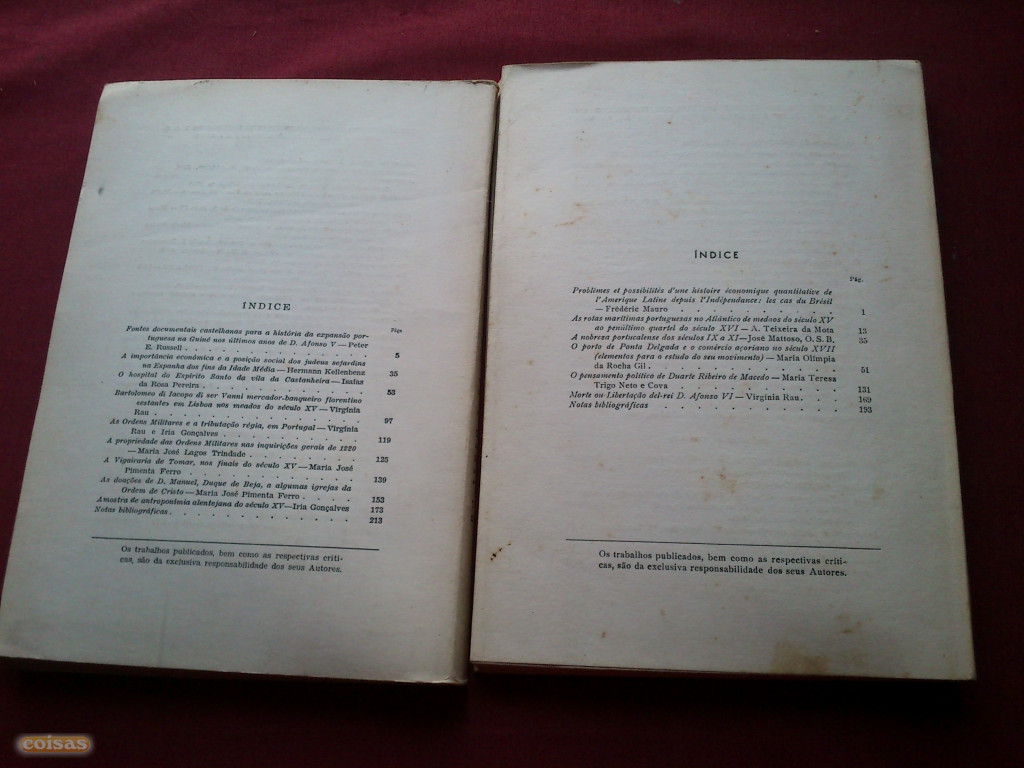 INDICE
Págs
Fontes documentais castelhanas para a história da expansão por-
tuguesa na Guiné nos últimos anos de D. Afonso V — Peter
E. Russell . . . . . . . . . . . . . 5
A importância económica e a posição social dos judeus sefardins
na Espanha dos fins da Idade Média — Hermann Kellenbenz 35
O hospital do Espírito Santo da vila da Castanheira — Isaías
da Rosa Pereira . . . . . . . . . . . . 53
Bartolomeo di Iacopo di ser Vanni mercador-banqueiro florentino
«estante» em Lisboa nos meados do século XV — Virgínia
Rau . . . . . . . . . . . . . . . 97
As Ordens Militares e a tributação régia, em Portugal — Virgínia
Rau e Iria Gonçalves . . . . . . . . . . . 119
A propriedade das Ordens Militares nas inquirições gerais de 1220
— Maria José Lagos Trindade . . . . . . . . . 125
A Vigairaria de Tomar, nos finais do século XV — Maria José
Pimenta Ferro . . . . . . . . . . . . . 139
As doações de D. Manuel, Duque de Beja, a algumas igrejas da
Ordem de Cristo — Maria José Pimenta Ferro . . . . 153
Amostra de antroponímia alentejana do século XV — Iria Gonçalves 173
Notas bibliográficas . . . . . . . . . . . . 213
Os trabalhos publicados, bem como as respectivas críti-
cas, são da exclusiva responsabilidade dos seus Autores.
ÍNDICE
Pág.
Problèmes et possibilités d'une histoire économique quantitative de
l'Amerique Latine depuis l'Indépendance: les cas du Brésil
— Frédéric Mauro . . . . . . . . . . . 1
As rotas marítimas portuguesas no Atlântico de meados do século XV
ao penúltimo quartel do século XVI — A. Teixeira da Mota 13
A nobreza portucalense dos séculos IX a XI — José Mattoso, O. S. B. 35
O porto de Ponta Delgada e o comércio açoriano no século XVII
(elementos para o estudo do seu movimento) — Maria Olímpia
da Rocha Gil . . . . . . . . . . . . . 51
O pensamento político de Duarte Ribeiro de Macedo — Maria Teresa
Trigo Neto e Cova . . . . . . . . . . . 131
Morte ou Libertação del-rei D. Afonso VI — Virgínia Rau . . . 169
Notas bibliográficas . . . . . . . . . . . 193
Os trabalhos publicados, bem como as respectivas críti-
cas, são da exclusiva responsabilidade dos seus Autores.
coisas